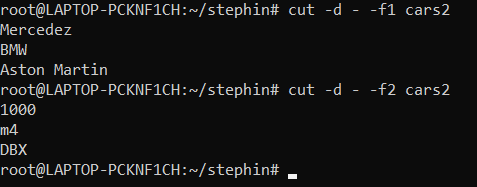 root@LAPTOP-PCKNF1CH:~/stephin# cut -d - -f1 cars2
Mercedez
BMW
Aston Martin
root@LAPTOP-PCKNF1CH:~/stephin# cut -d - -f2 cars2
1000
m4
DBX
root@LAPTOP-PCKNF1CH:~/stephin#